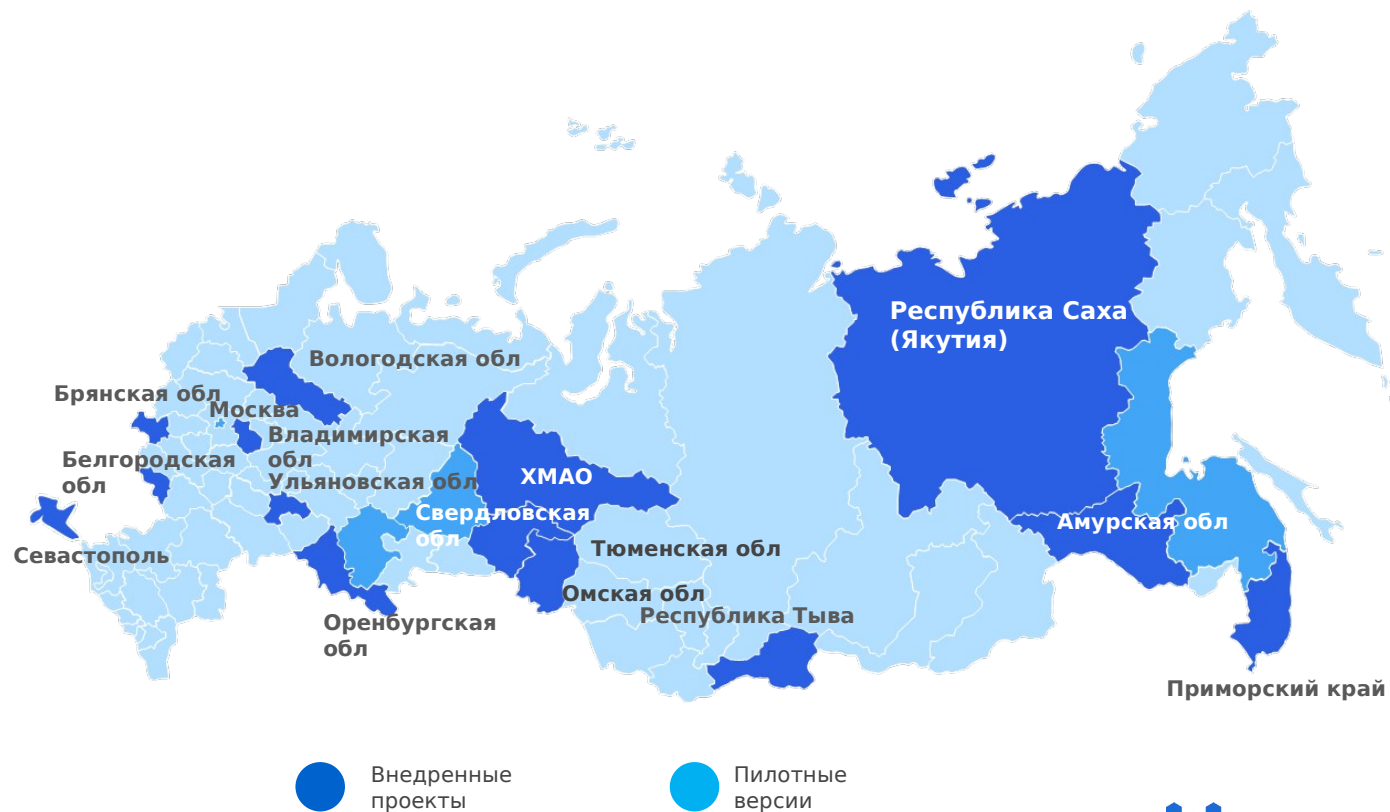 Республика Саха
(Якутия)
Вологодская обл
Брянская обл
Москва
Владимирская
обл
Белгородская
обл
Ульяновская обл
ХМАО
Свердловская
обл
Амурская обл
Севастополь
Тюменская обл
Омская обл
Республика Тыва
Оренбургская
обл
Приморский край
Внедренные
проекты
Пилотные
версии